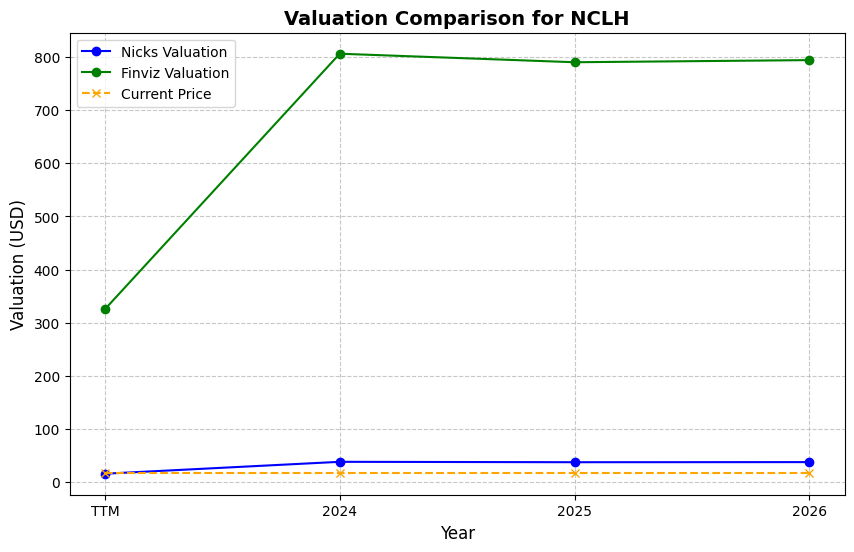 Valuation Comparison for NCLH
Nicks Valuation
Finviz Valuation
Current Price
Valuation (USD)
800
700
600
500
400
300
200
100
0
TTM 2024 2025 2026
Year